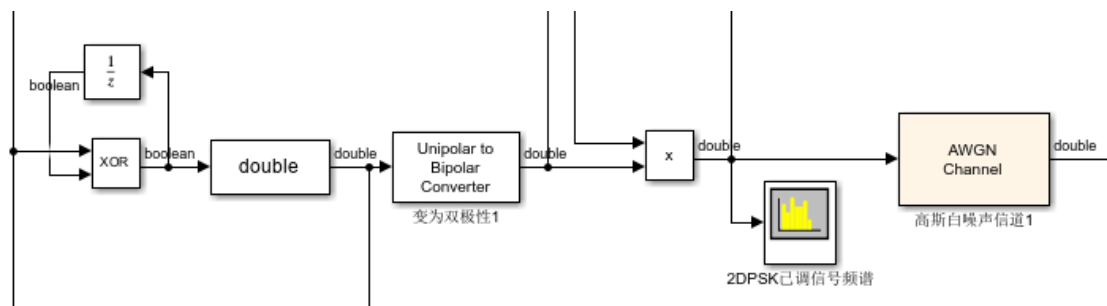 1
z
boolean
XOR
boolean
double
double
Unipolar to
Bipolar
Converter
变为双极性1
double
x
double
2DPSK已调信号频谱
AWGN
Channel
高斯白噪声信道1
double